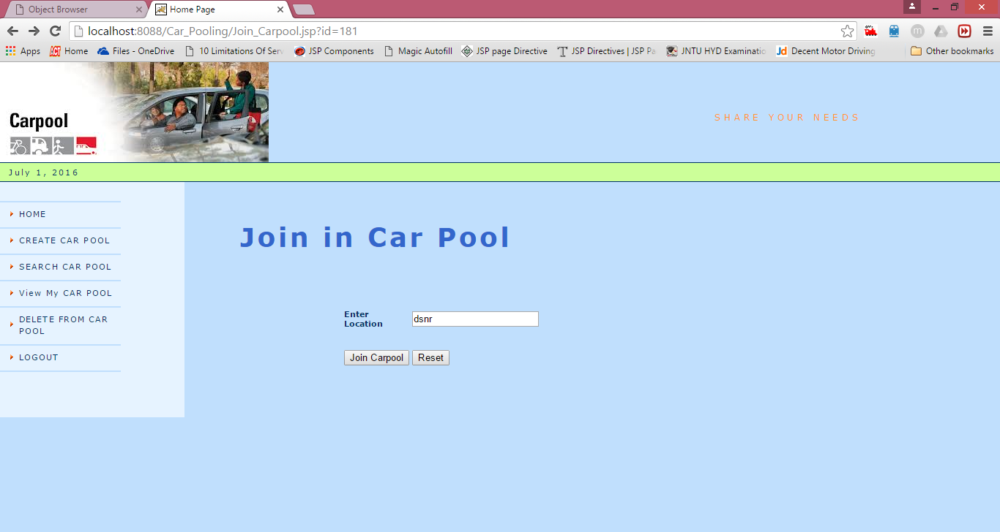 Object Browser
Home Page
localhost:8088/Car_Pooling/Join_Carpool.jsp?id=181
Apps
ACT Home
Files - OneDrive
10 Limitations Of Serv
JSP Components
Magic Autofill
JSP page Directive
JSP Directives | JSP Pa
JNTU HYD Examinatio
Jd Decent Motor Driving
Other bookmarks
Carpool
SHARE YOUR NEEDS
July 1, 2016
HOME
CREATE CAR POOL
SEARCH CAR POOL
View My CAR POOL
DELETE FROM CAR
POOL
LOGOUT
Join in Car Pool
Enter
Location
dsnr
Join Carpool
Reset